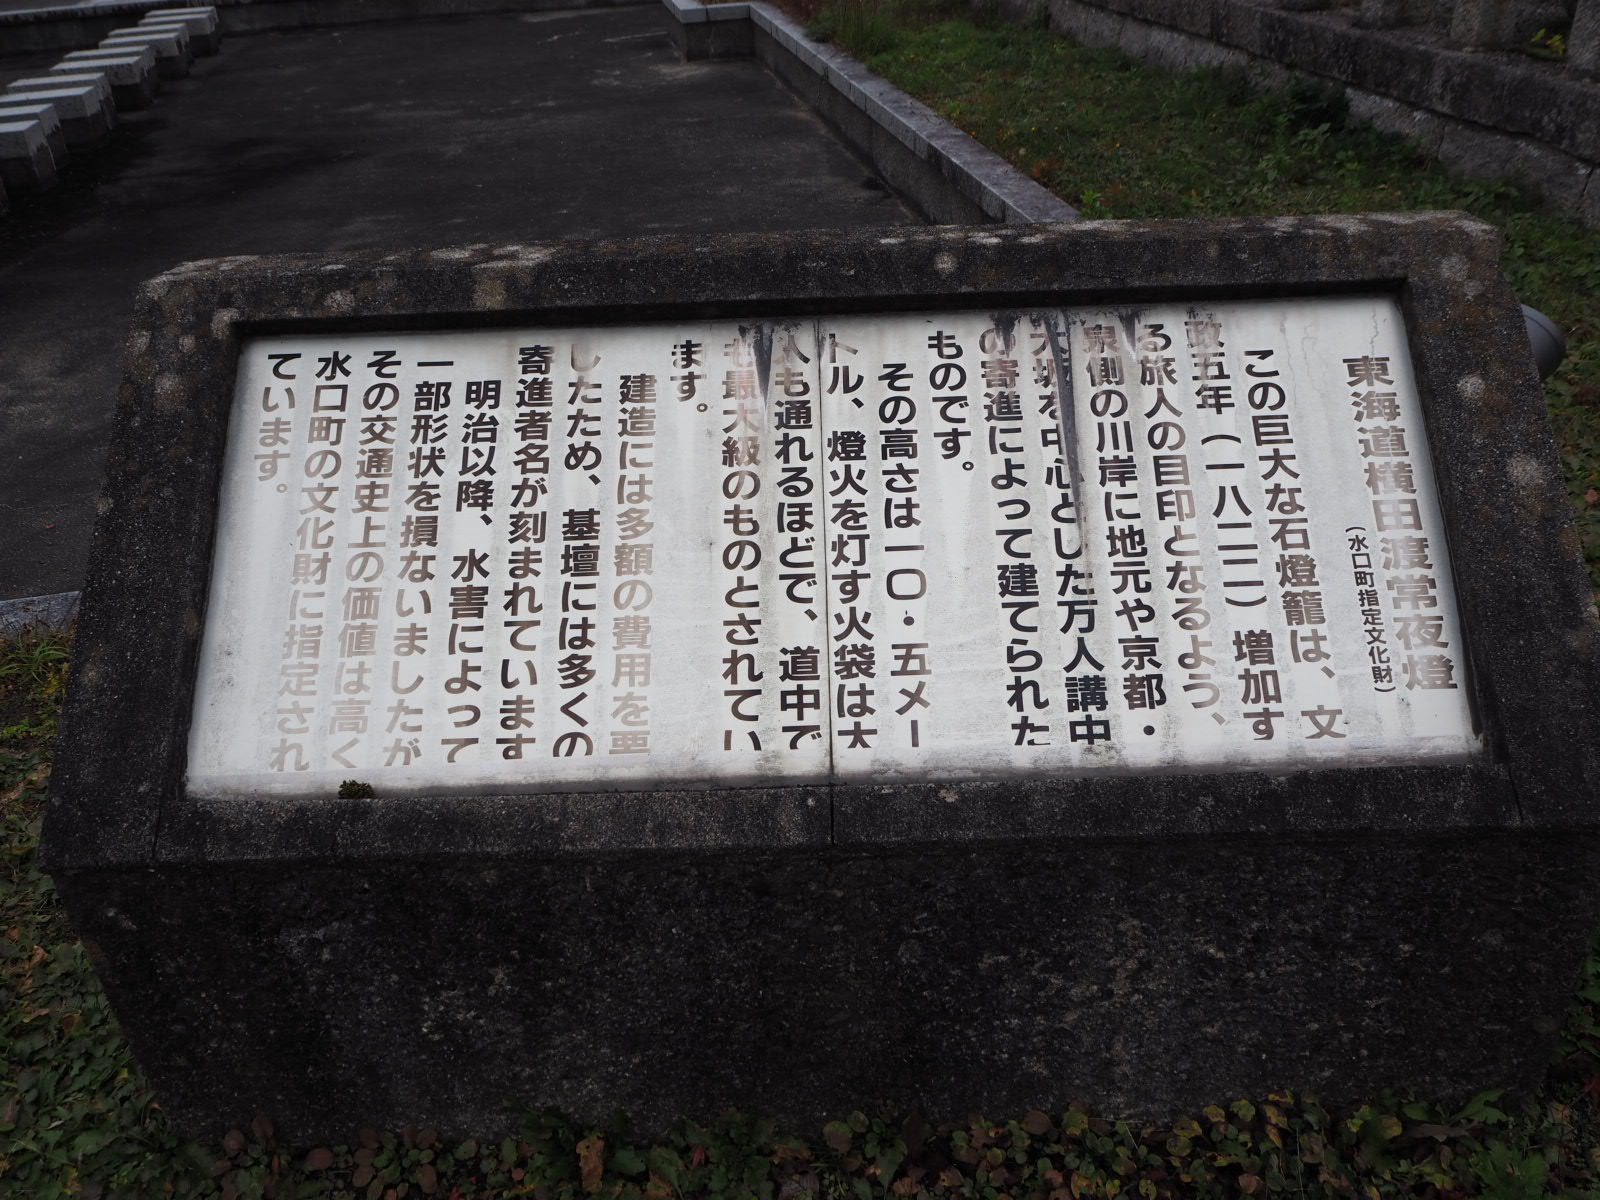 東海道横田渡常夜燈
(水口町指定文化財)
この巨大な石燈籠は、文
政五年(一八二二)増加す
る旅人の目印となるよう、
泉側の川岸に地元や京都・
大坂を中心とした万人講中
の寄進によって建てられた
ものです。
その高さは一〇・五メー
トル、燈火を灯す火袋は大
人も通れるほどで、道中で
も最大級のものとされてい
ます。
建造には多額の費用を要
したため、基壇には多くの
寄進者名が刻まれています
明治以降、水害によって
一部形状を損ないましたが
その交通史上の価値は高く
水口町の文化財に指定され
ています。